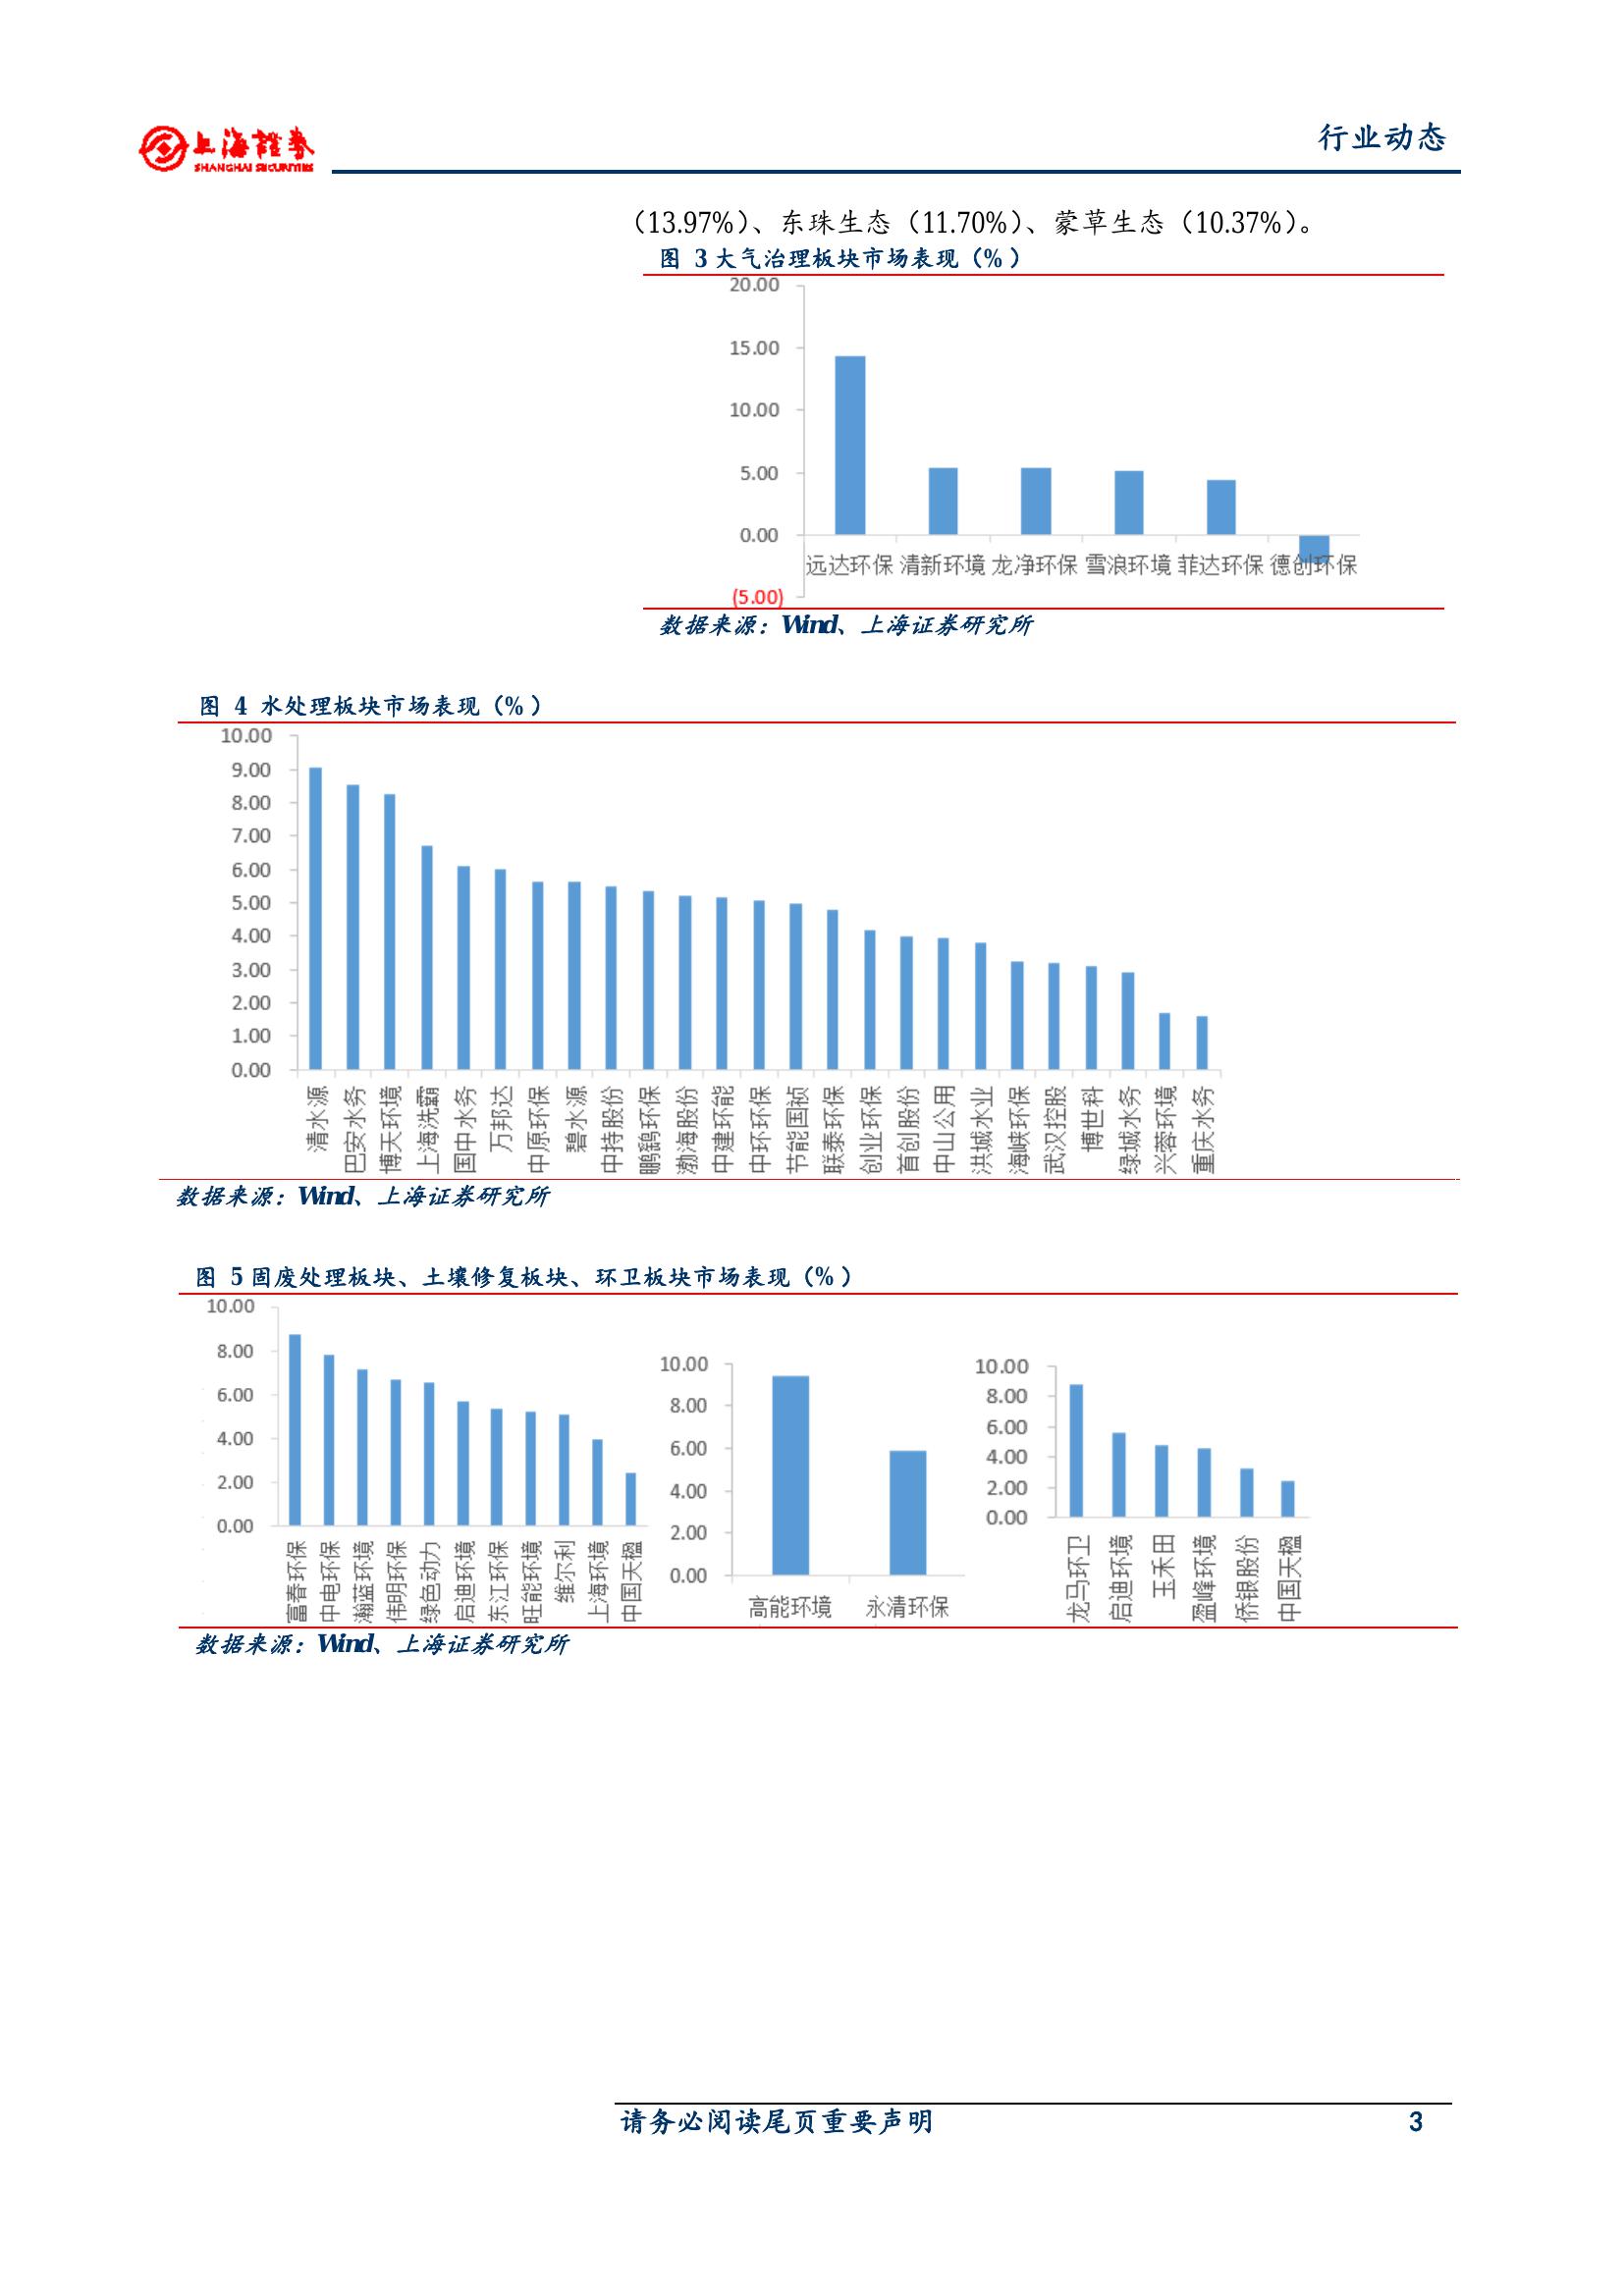 上海證券
SHANGHAI SECURITIES
行业动态
（13.97%）、东珠生态（11.70%）、蒙草生态（10.37%）。
图 3大气治理板块市场表现（%）
20.00
15.00
10.00
5.00
0.00
(5.00)
远达环保 清新环境 龙净环保 雪浪环境 菲达环保 德创环保
数据来源：Wind、上海证券研究所
图 4 水处理板块市场表现（%）
10.00
9.00
8.00
7.00
6.00
5.00
4.00
3.00
2.00
1.00
0.00
清水源
巴安水务
博天环境
上海洗霸
国中水务
万邦达
中原环保
碧水源
中持股份
鹏鹞环保
渤海股份
中建环能
中环环保
节能国祯
联泰环保
创业环保
首创股份
中山公用
洪城水业
海峡环保
武汉控股
博世科
绿城水务
兴蓉环境
重庆水务
数据来源：Wind、上海证券研究所
图 5固废处理板块、土壤修复板块、环卫板块市场表现（%）
10.00
8.00
6.00
4.00
2.00
0.00
富春环保
中电环保
瀚蓝环境
伟明环保
绿色动力
启迪环境
东江环保
旺能环境
维尔利
上海环境
中国天楹
10.00
8.00
6.00
4.00
2.00
0.00
高能环境 永清环保
10.00
8.00
6.00
4.00
2.00
0.00
龙马环卫
启迪环境
玉禾田
盈峰环境
侨银股份
中国天楹
数据来源：Wind、上海证券研究所
请务必阅读尾页重要声明 3